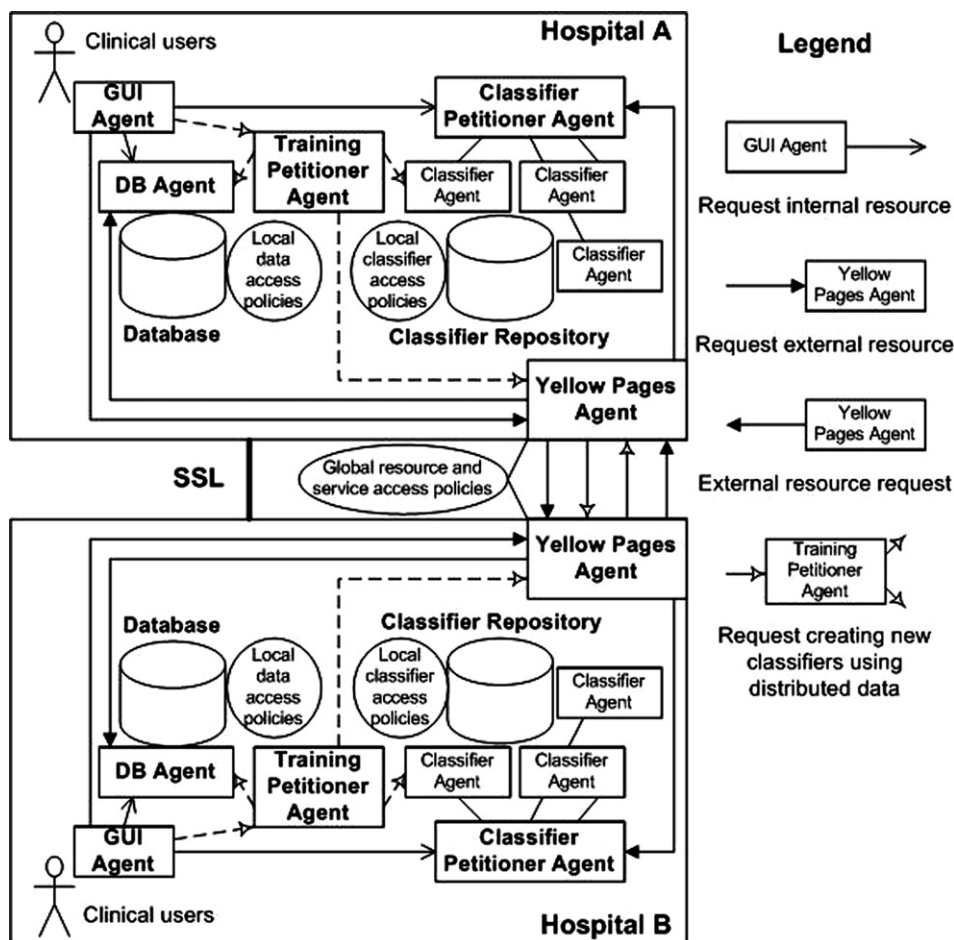 Hospital A
Clinical users
GUI
Agent
Classifier
Petitioner Agent
Training
Petitioner
Agent
DB Agent
Classifier
Agent
Classifier
Agent
Classifier
Agent
Local
data
access
policies
Local
classifier
access
policies
Database
Classifier Repository
Yellow Pages
Agent
SSL
Global resource and
service access policies
Yellow Pages
Agent
Database
Classifier Repository
Local
data
access
policies
Local
classifier
access
policies
Classifier
Agent
DB Agent
Training
Petitioner
Agent
Classifier
Agent
Classifier
Agent
GUI
Agent
Classifier
Petitioner Agent
Clinical users
Hospital B
Legend
GUI Agent
Request internal resource
Yellow
Pages Agent
Request external resource
Yellow
Pages Agent
External resource request
Training
Petitioner
Agent
Request creating new
classifiers using
distributed data